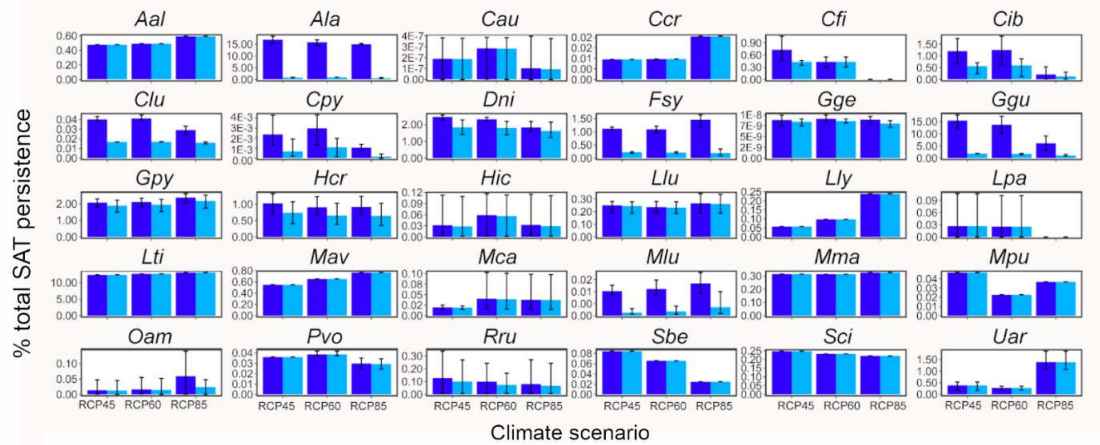 Aal Ala Cau Ccr Cfi Cib
0.60 15.00 4E-7 0.02 0.90 1.50
0.40 10.00 3E-7 0.02 0.60 1.00
0.20 5.00 2E-7 0.01 0.30 0.50
0.00 0.00 1E-7 0.01 0.00 0.00
0E-7 0.00
Clu Cpy Dni Fsy Gge Ggu
0.04 4E-3 2.00 1.50 1E-8 15.00
0.03 3E-3 1.00 1.00 7E-9 10.00
0.02 2E-3 0.00 0.50 5E-9 5.00
0.01 1E-3 0.00 2E-9 0.00
0.00 0E-3 0E-9
Gpy Hcr Hic Llu Lly Lpa
2.00 1.00 0.12 0.30 0.25 0.09
1.00 0.50 0.09 0.20 0.20 0.06
0.00 0.00 0.06 0.10 0.15 0.03
0.03 0.00 0.10 0.00
0.00 0.05
0.00
Lti Mav Mca Mlu Mma Mpu
10.00 0.80 0.10 0.02 0.30 0.04
5.00 0.60 0.08 0.01 0.20 0.03
0.00 0.40 0.05 0.00 0.10 0.02
0.20 0.02 0.00 0.01
0.00 0.00 0.00
Oam Pvo Rru Sbe Sci Uar
0.10 0.04 0.30 0.08 0.25 1.50
0.05 0.03 0.20 0.06 0.20 1.00
0.00 0.02 0.10 0.04 0.15 0.50
0.01 0.00 0.02 0.10 0.00
0.00 0.00 0.05
0.00
RCP45 RCP60 RCP85 RCP45 RCP60 RCP85 RCP45 RCP60 RCP85 RCP45 RCP60 RCP85 RCP45 RCP60 RCP85 RCP45 RCP60 RCP85
% total SAT persistence
Climate scenario